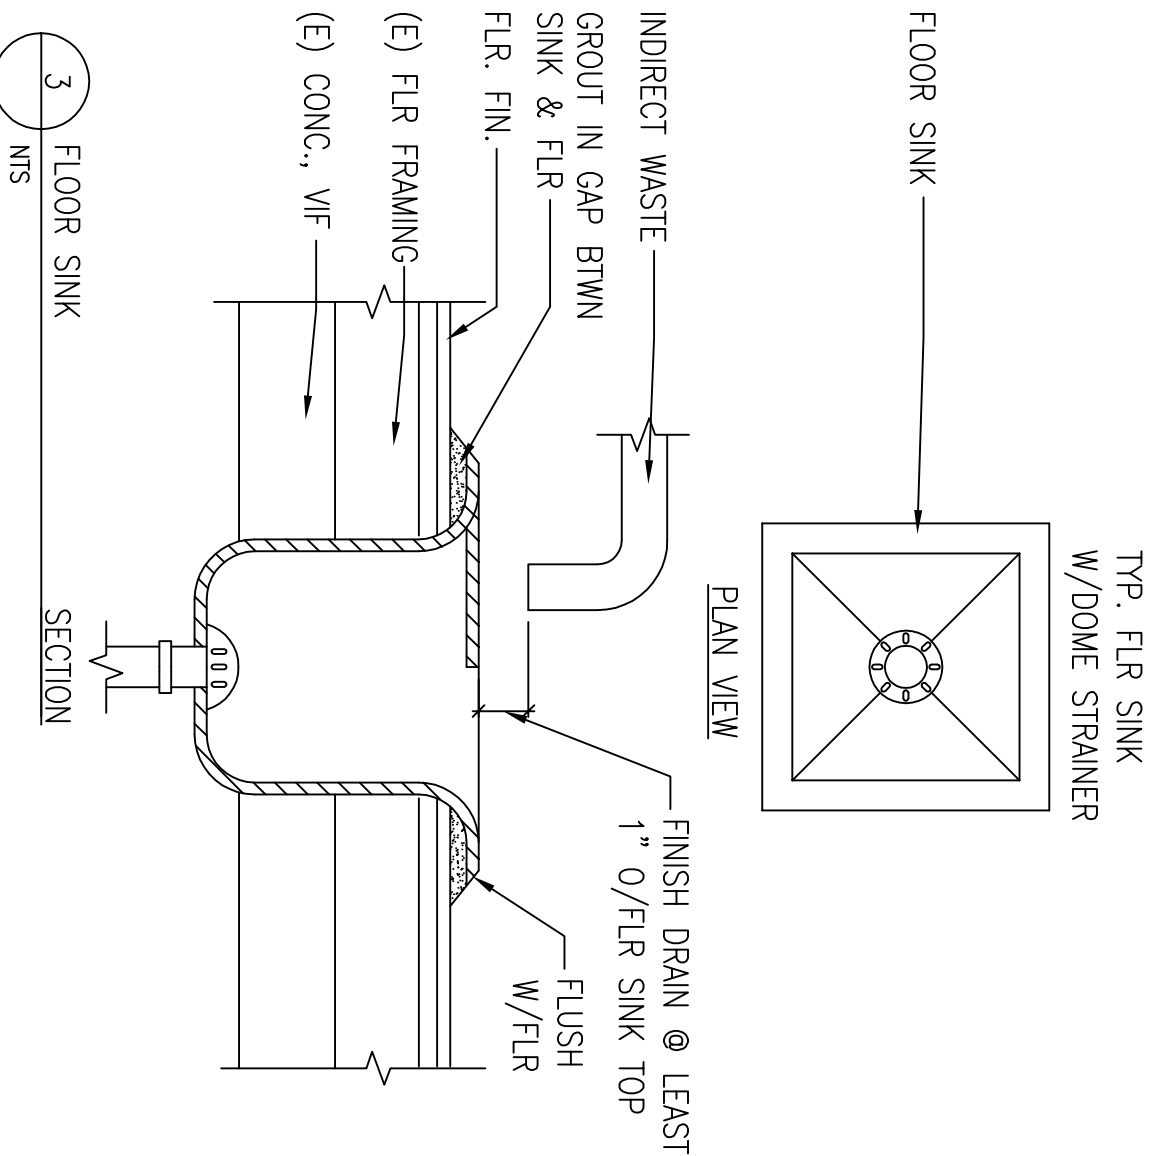 TYP. FLR SINK
W/DOME STRAINER
FLOOR SINK
PLAN VIEW
INDIRECT WASTE
GROUT IN GAP BTWN
SINK & FLR
FLR. FIN.
(E) FLR FRAMING
(E) CONC., VIF
FINISH DRAIN @ LEAST
1" O/FLR SINK TOP
FLUSH
W/FLR
SECTION
3
FLOOR SINK
NTS